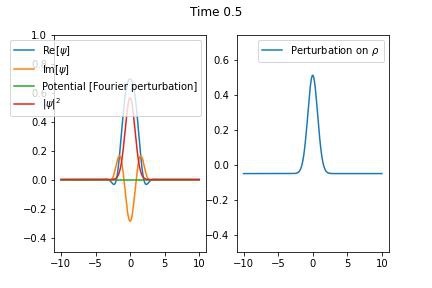 Time 0.5
1.0
0.8
0.6
0.4
0.2
0.0
−0.2
−0.4
Re[ψ]
Im[ψ]
Potential [Fourier perturbation]
|ψ|²
−10 −5 0 5 10
0.6
0.4
0.2
0.0
−0.2
−0.4
Perturbation on ρ
−10 −5 0 5 10